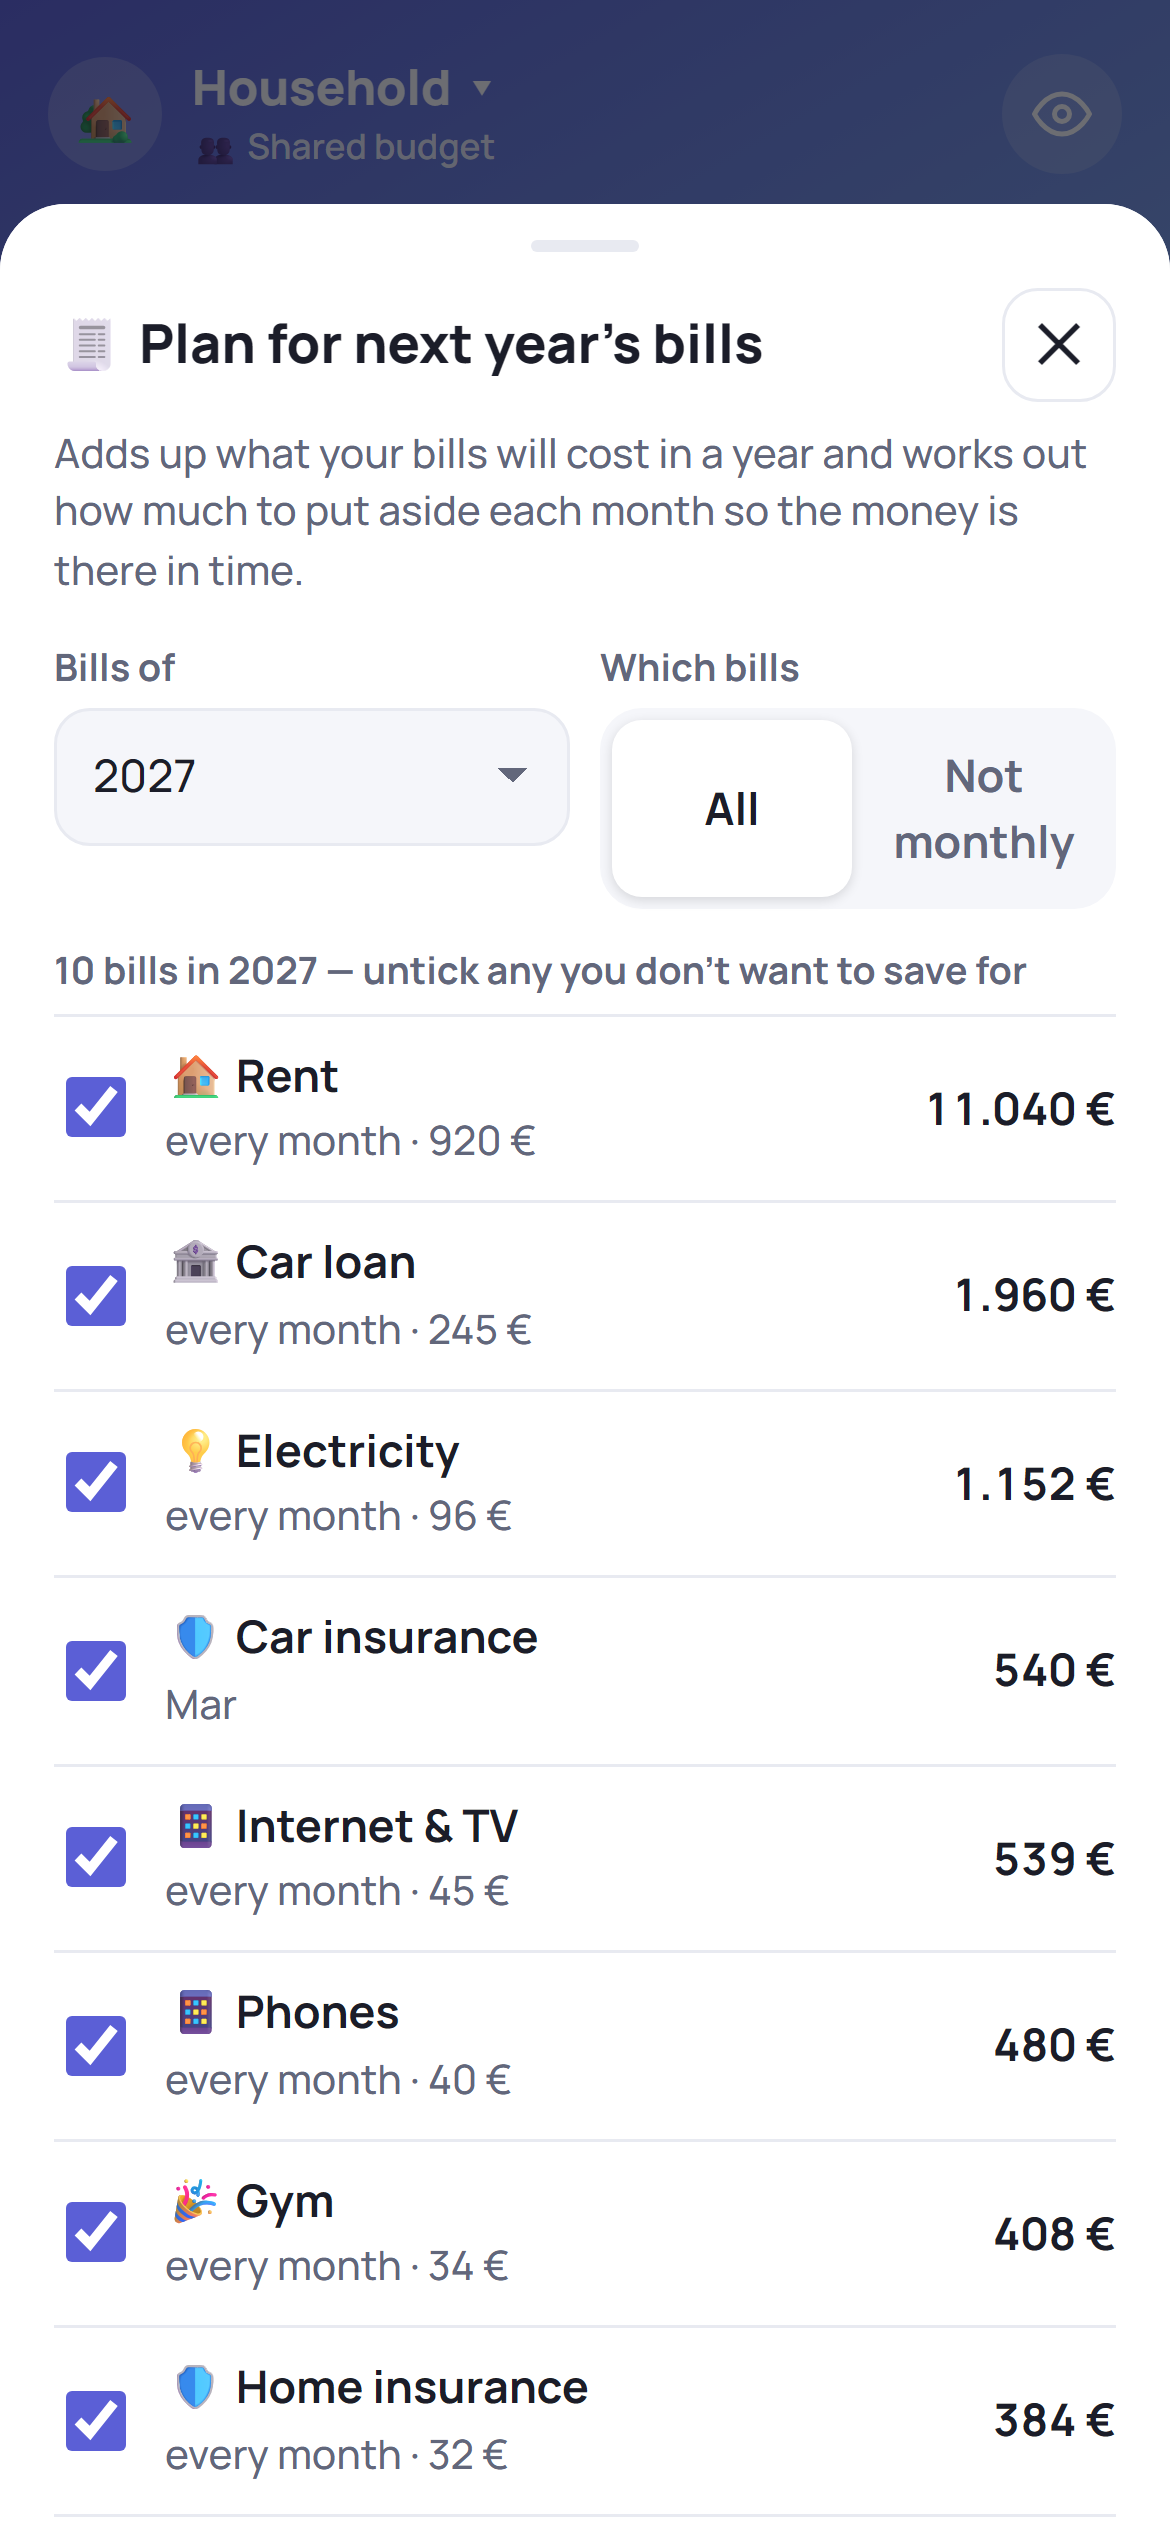 Household ▼
Shared budget
Plan for next year’s bills
Adds up what your bills will cost in a year and works out
how much to put aside each month so the money is
there in time.
Bills of
Which bills
2027
All
Not
monthly
10 bills in 2027 — untick any you don’t want to save for
Rent
every month · 920 €
11.040 €
Car loan
every month · 245 €
1.960 €
Electricity
every month · 96 €
1.152 €
Car insurance
Mar
540 €
Internet & TV
every month · 45 €
539 €
Phones
every month · 40 €
480 €
Gym
every month · 34 €
408 €
Home insurance
every month · 32 €
384 €